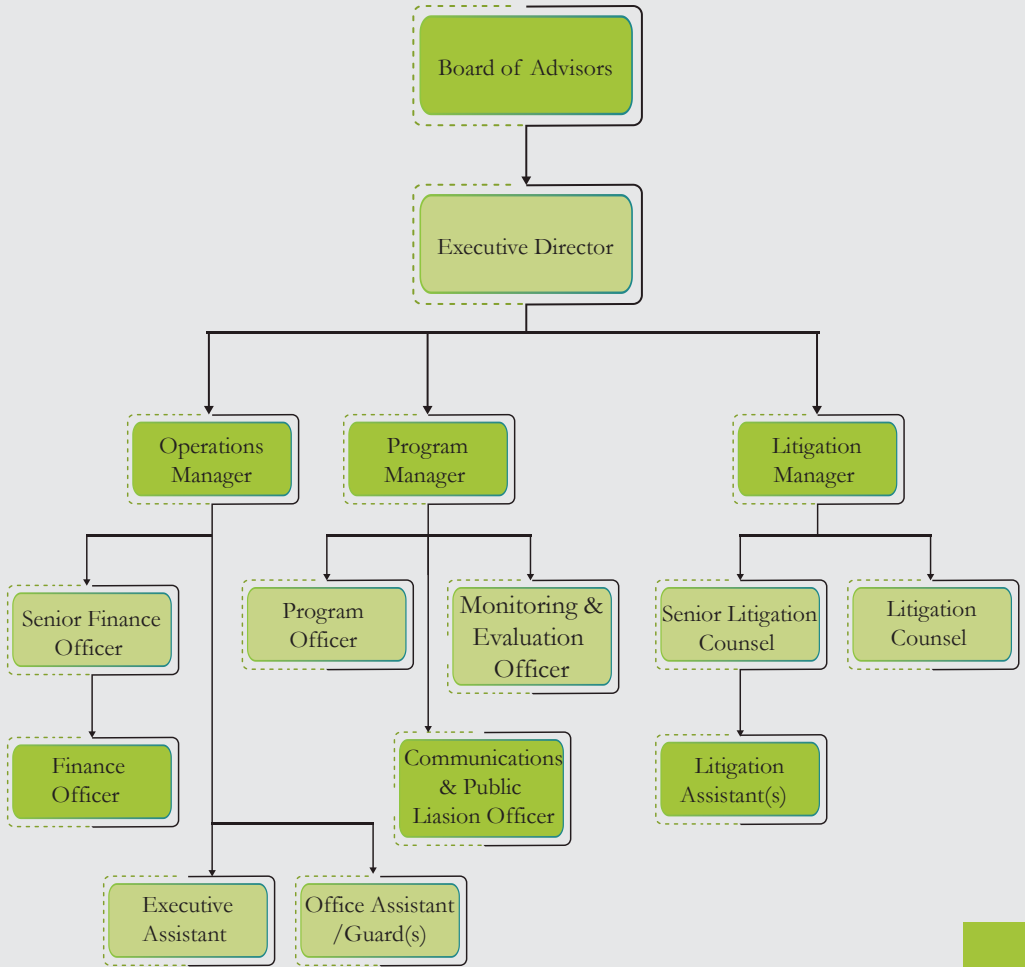 Board of Advisors
Executive Director
Operations
Manager
Program
Manager
Litigation
Manager
Senior Finance
Officer
Program
Officer
Monitoring &
Evaluation
Officer
Senior Litigation
Counsel
Litigation
Counsel
Finance
Officer
Communications
& Public
Liasion Officer
Litigation
Assistant(s)
Executive
Assistant
Office Assistant
/Guard(s)